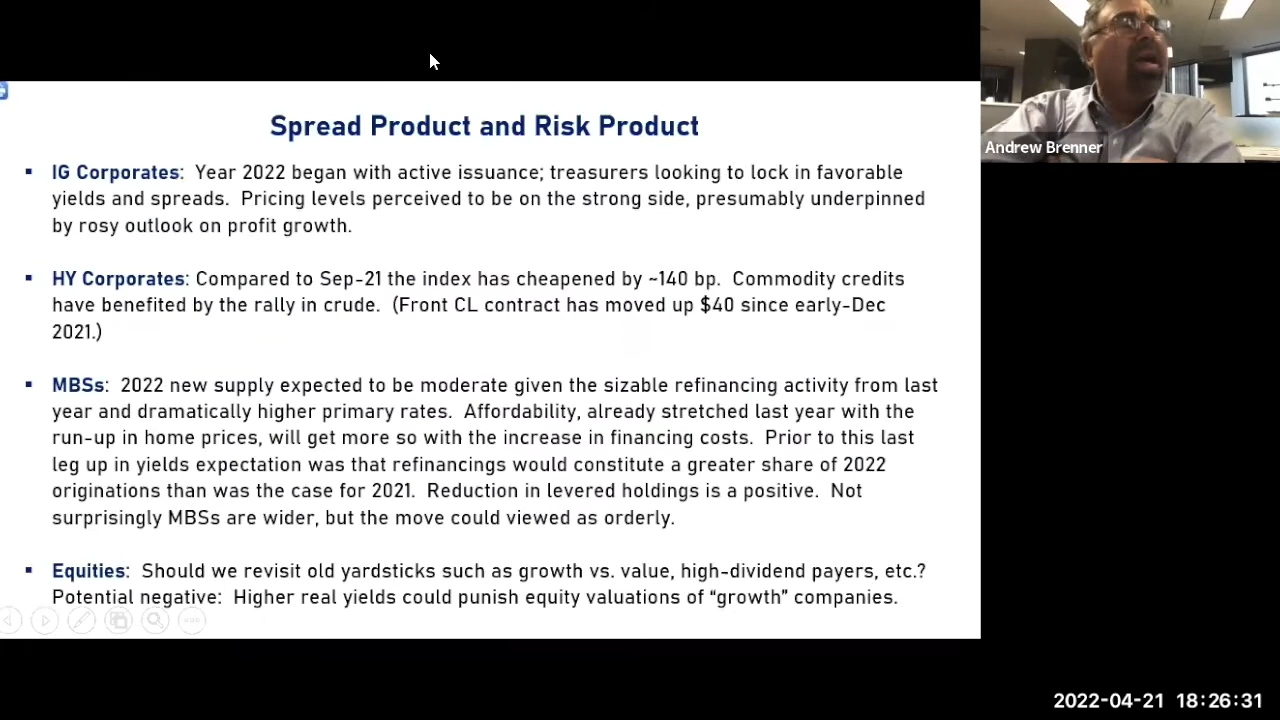 Spread Product and Risk Product
▪ IG Corporates: Year 2022 began with active issuance; treasurers looking to lock in favorable
yields and spreads. Pricing levels perceived to be on the strong side, presumably underpinned
by rosy outlook on profit growth.
▪ HY Corporates: Compared to Sep-21 the index has cheapened by ~140 bp. Commodity credits
have benefited by the rally in crude. (Front CL contract has moved up $40 since early-Dec
2021.)
▪ MBSs: 2022 new supply expected to be moderate given the sizable refinancing activity from last
year and dramatically higher primary rates. Affordability, already stretched last year with the
run-up in home prices, will get more so with the increase in financing costs. Prior to this last
leg up in yields expectation was that refinancings would constitute a greater share of 2022
originations than was the case for 2021. Reduction in levered holdings is a positive. Not
surprisingly MBSs are wider, but the move could viewed as orderly.
▪ Equities: Should we revisit old yardsticks such as growth vs. value, high-dividend payers, etc.?
Potential negative: Higher real yields could punish equity valuations of “growth” companies.
Andrew Brenner
2022-04-21 18:26:31